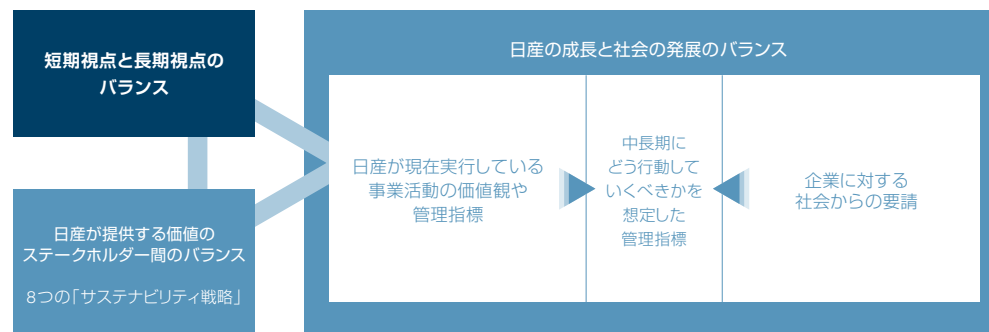 短期視点と長期視点の
バランス
日産が提供する価値の
ステークホルダー間のバランス
8つの「サステナビリティ戦略」
日産の成長と社会の発展のバランス
日産が現在実行している
事業活動の価値観や
管理指標
中長期に
どう行動して
いくべきかを
想定した
管理指標
企業に対する
社会からの要請